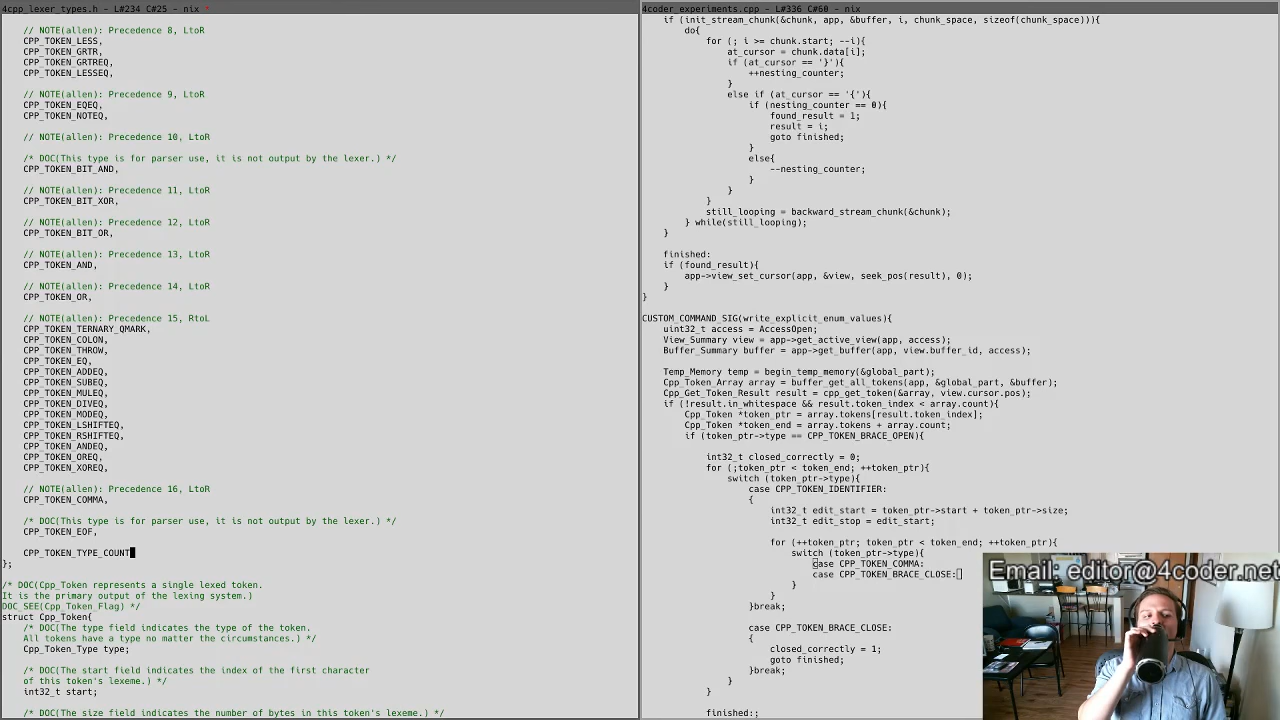 4cpp_lexer_types.h - L#234 C#25 - nix *
// NOTE(allen): Precedence 8, LtoR
CPP_TOKEN_LESS,
CPP_TOKEN_GRTR,
CPP_TOKEN_GRTREQ,
CPP_TOKEN_LESSEQ,
// NOTE(allen): Precedence 9, LtoR
CPP_TOKEN_EQEQ,
CPP_TOKEN_NOTEQ,
// NOTE(allen): Precedence 10, LtoR
/* DOC(This type is for parser use, it is not output by the lexer.) */
CPP_TOKEN_BIT_AND,
// NOTE(allen): Precedence 11, LtoR
CPP_TOKEN_BIT_XOR,
// NOTE(allen): Precedence 12, LtoR
CPP_TOKEN_BIT_OR,
// NOTE(allen): Precedence 13, LtoR
CPP_TOKEN_AND,
// NOTE(allen): Precedence 14, LtoR
CPP_TOKEN_OR,
// NOTE(allen): Precedence 15, RtoL
CPP_TOKEN_TERNARY_QMARK,
CPP_TOKEN_COLON,
CPP_TOKEN_THROW,
CPP_TOKEN_EQ,
CPP_TOKEN_ADDEQ,
CPP_TOKEN_SUBEQ,
CPP_TOKEN_MULEQ,
CPP_TOKEN_DIVEQ,
CPP_TOKEN_MODEQ,
CPP_TOKEN_LSHIFTEQ,
CPP_TOKEN_RSHIFTEQ,
CPP_TOKEN_ANDEQ,
CPP_TOKEN_OREQ,
CPP_TOKEN_XOREQ,
// NOTE(allen): Precedence 16, LtoR
CPP_TOKEN_COMMA,
/* DOC(This type is for parser use, it is not output by the lexer.) */
CPP_TOKEN_EOF,
CPP_TOKEN_TYPE_COUNT
};
/* DOC(Cpp_Token represents a single lexed token.
It is the primary output of the lexing system.)
DOC_SEE(Cpp_Token_Flag) */
struct Cpp_Token{
/* DOC(The type field indicates the type of the token.
All tokens have a type no matter the circumstances.) */
Cpp_Token_Type type;
/* DOC(The start field indicates the index of the first character
of this token's lexeme.) */
int32_t start;
/* DOC(The size field indicates the number of bytes in this token's lexeme.) */
4coder_experiments.cpp - L#336 C#60 - nix
if (init_stream_chunk(&chunk, app, &buffer, i, chunk_space, sizeof(chunk_space))){
do{
for (; i >= chunk.start; --i){
at_cursor = chunk.data[i];
if (at_cursor == '}'){
++nesting_counter;
}
else if (at_cursor == '{'){
if (nesting_counter == 0){
found_result = 1;
result = i;
goto finished;
}
else{
--nesting_counter;
}
}
}
still_looping = backward_stream_chunk(&chunk);
} while(still_looping);
}
finished:
if (found_result){
app->view_set_cursor(app, &view, seek_pos(result), 0);
}
}
CUSTOM_COMMAND_SIG(write_explicit_enum_values){
uint32_t access = AccessOpen;
View_Summary view = app->get_active_view(app, access);
Buffer_Summary buffer = app->get_buffer(app, view.buffer_id, access);
Temp_Memory temp = begin_temp_memory(&global_part);
Cpp_Token_Array array = buffer_get_all_tokens(app, &global_part, &buffer);
Cpp_Get_Token_Result result = cpp_get_token(&array, view.cursor.pos);
if (!result.in_whitespace && result.token_index < array.count){
Cpp_Token *token_ptr = array.tokens[result.token_index];
Cpp_Token *token_end = array.tokens + array.count;
if (token_ptr->type == CPP_TOKEN_BRACE_OPEN){
int32_t closed_correctly = 0;
for (;token_ptr < token_end; ++token_ptr){
switch (token_ptr->type){
case CPP_TOKEN_IDENTIFIER:
{
int32_t edit_start = token_ptr->start + token_ptr->size;
int32_t edit_stop = edit_start;
for (++token_ptr; token_ptr < token_end; ++token_ptr){
switch (token_ptr->type){
case CPP_TOKEN_COMMA:
case CPP_TOKEN_BRACE_CLOSE:
}
}
}break;
case CPP_TOKEN_BRACE_CLOSE:
{
closed_correctly = 1;
goto finished;
}break;
}
}
finished:;
Email: editor@4coder.net